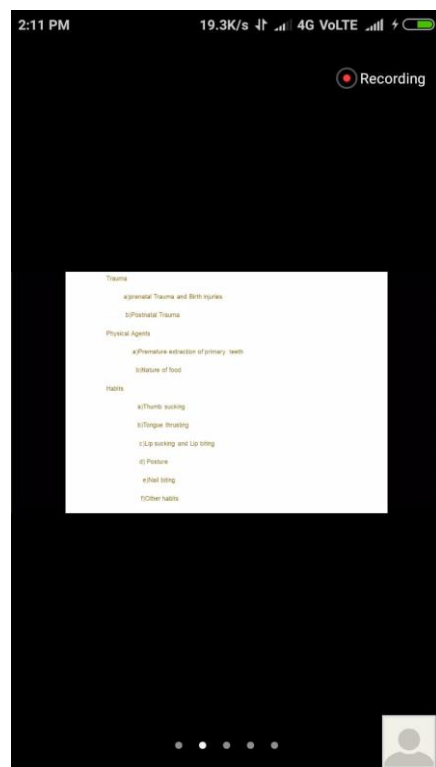 2:11 PM 19.3K/s 4G VoLTE
Recording
Trauma
a)prenatal Trauma and Birth injuries
b)Postnatal Trauma
Physical Agents
a)Premature extraction of primary teeth
b)Nature of food
Habits
a)Thumb sucking
b)Tongue thrusting
c)Lip sucking and Lip biting
d) Posture
e)Nail biting
f)Other habits